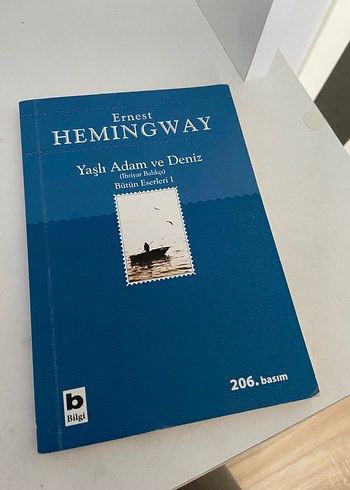 Ernest
HEMINGWAY
Yaşlı Adam ve Deniz
(İhtiyar Balıkçı)
Bütün Eserleri 1
b
Bilgi
206. basım